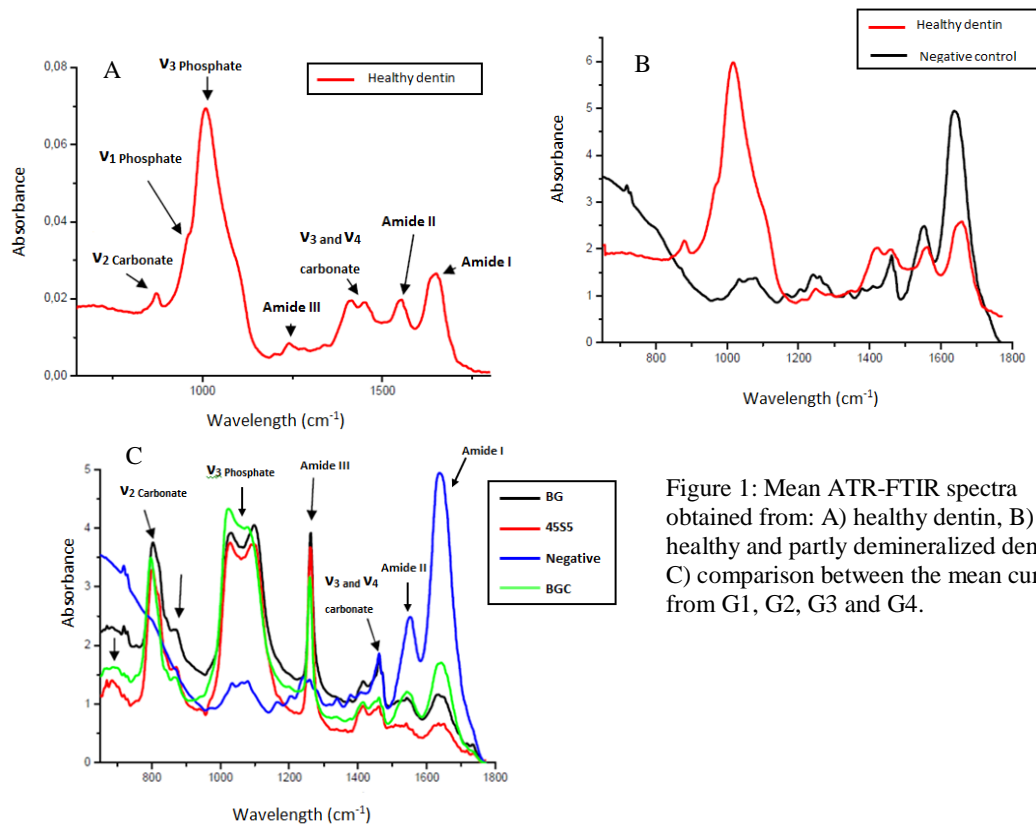 A
ν3 Phosphate
Healthy dentin
ν1 Phosphate
ν2 Carbonate
Amide III
ν3 and ν4
carbonate
Amide II
Amide I
Absorbance
0,08
0,06
0,04
0,02
0,00
1000
1500
Wavelength (cm-1)
B
Healthy dentin
Negative control
Absorbance
6
5
4
3
2
1
0
800
1000
1200
1400
1600
1800
Wavelength (cm-1)
C
ν2 Carbonate
ν3 Phosphate
Amide III
ν3 and ν4
carbonate
Amide II
Amide I
BG
45S5
Negative
BGC
Absorbance
5
4
3
2
1
0
800
1000
1200
1400
1600
1800
Wavelength (cm-1)
Figure 1: Mean ATR-FTIR spectra
obtained from: A) healthy dentin, B)
healthy and partly demineralized den
C) comparison between the mean cur
from G1, G2, G3 and G4.